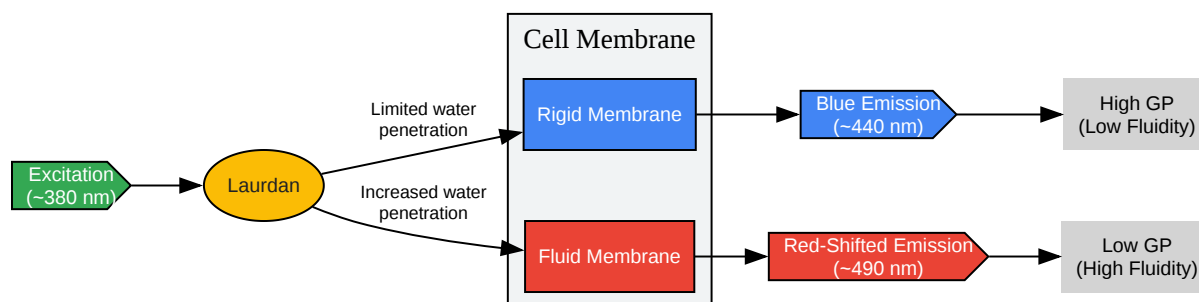 Cell Membrane
Limited water
penetration
Rigid Membrane
Blue Emission
(~440 nm)
High GP
(Low Fluidity)
Excitation
(~380 nm)
Laurdan
Increased water
penetration
Fluid Membrane
Red-Shifted Emission
(~490 nm)
Low GP
(High Fluidity)